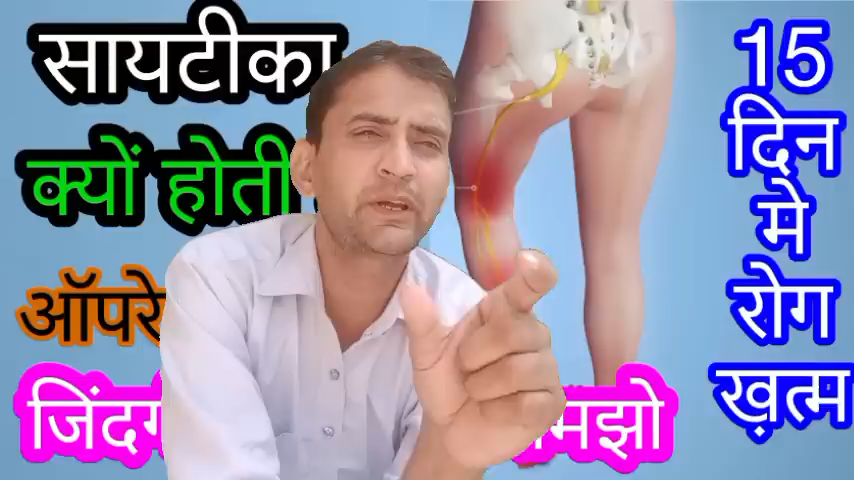 सायटीका
क्यों होती
15
दिन
मे
रोग
ख़त्म